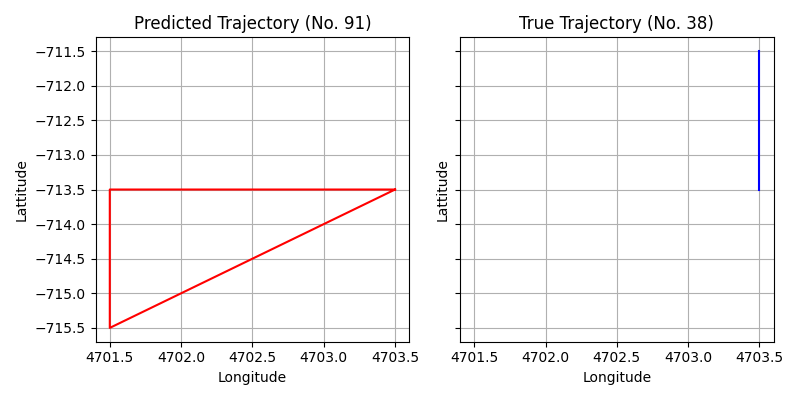 Predicted Trajectory (No. 91)
True Trajectory (No. 38)
−711.5
−712.0
−712.5
−713.0
−713.5
−714.0
−714.5
−715.0
−715.5
Lattitude
Lattitude
4701.5 4702.0 4702.5 4703.0 4703.5
4701.5 4702.0 4702.5 4703.0 4703.5
Longitude
Longitude